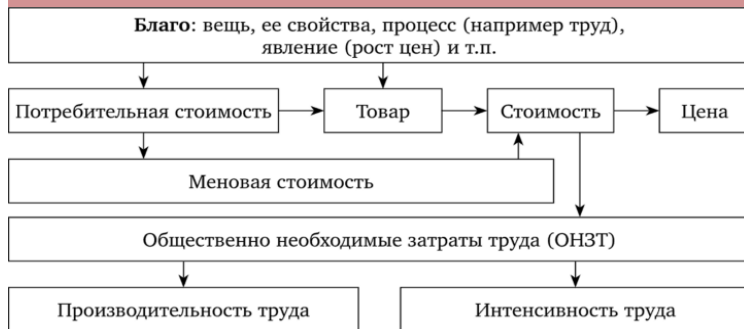 Благо: вещь, ее свойства, процесс (например труд),
явление (рост цен) и т.п.
Потребительная стоимость
Товар
Стоимость
Цена
Меновая стоимость
Общественно необходимые затраты труда (ОНЗТ)
Производительность труда
Интенсивность труда